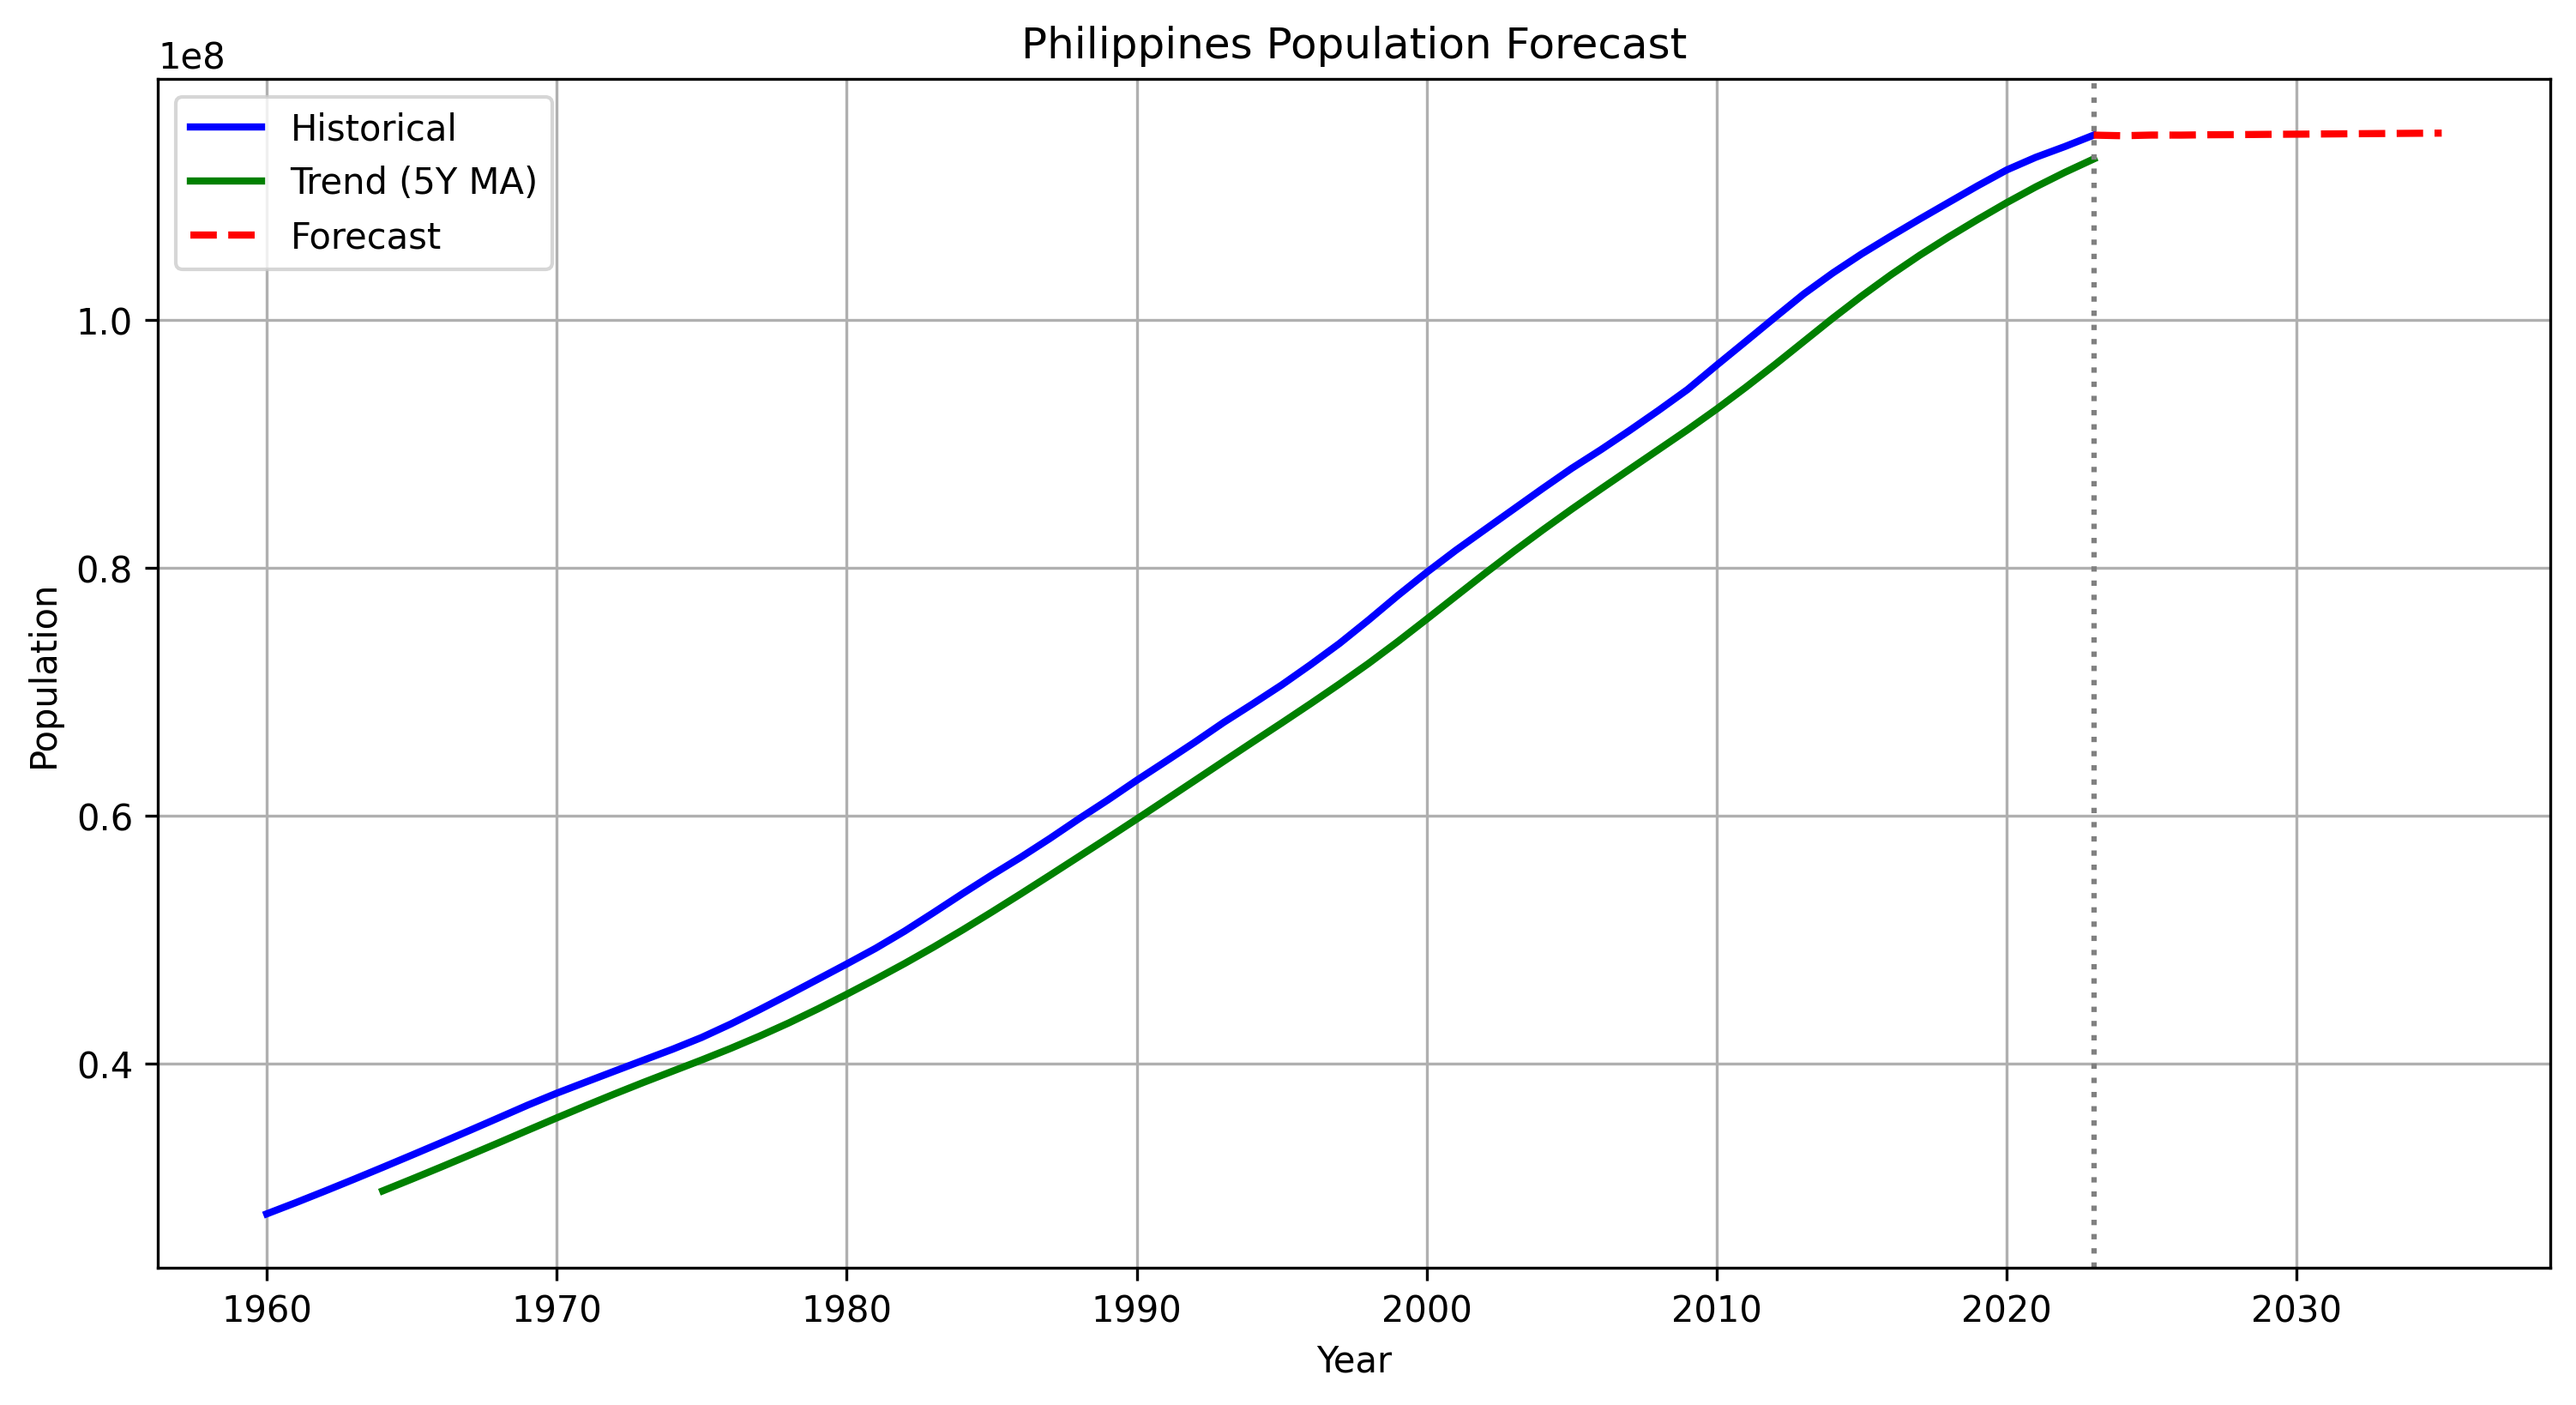 Philippines Population Forecast
1e8
Historical
Trend (5Y MA)
Forecast
1.0
0.8
0.6
0.4
Population
1960 1970 1980 1990 2000 2010 2020 2030
Year